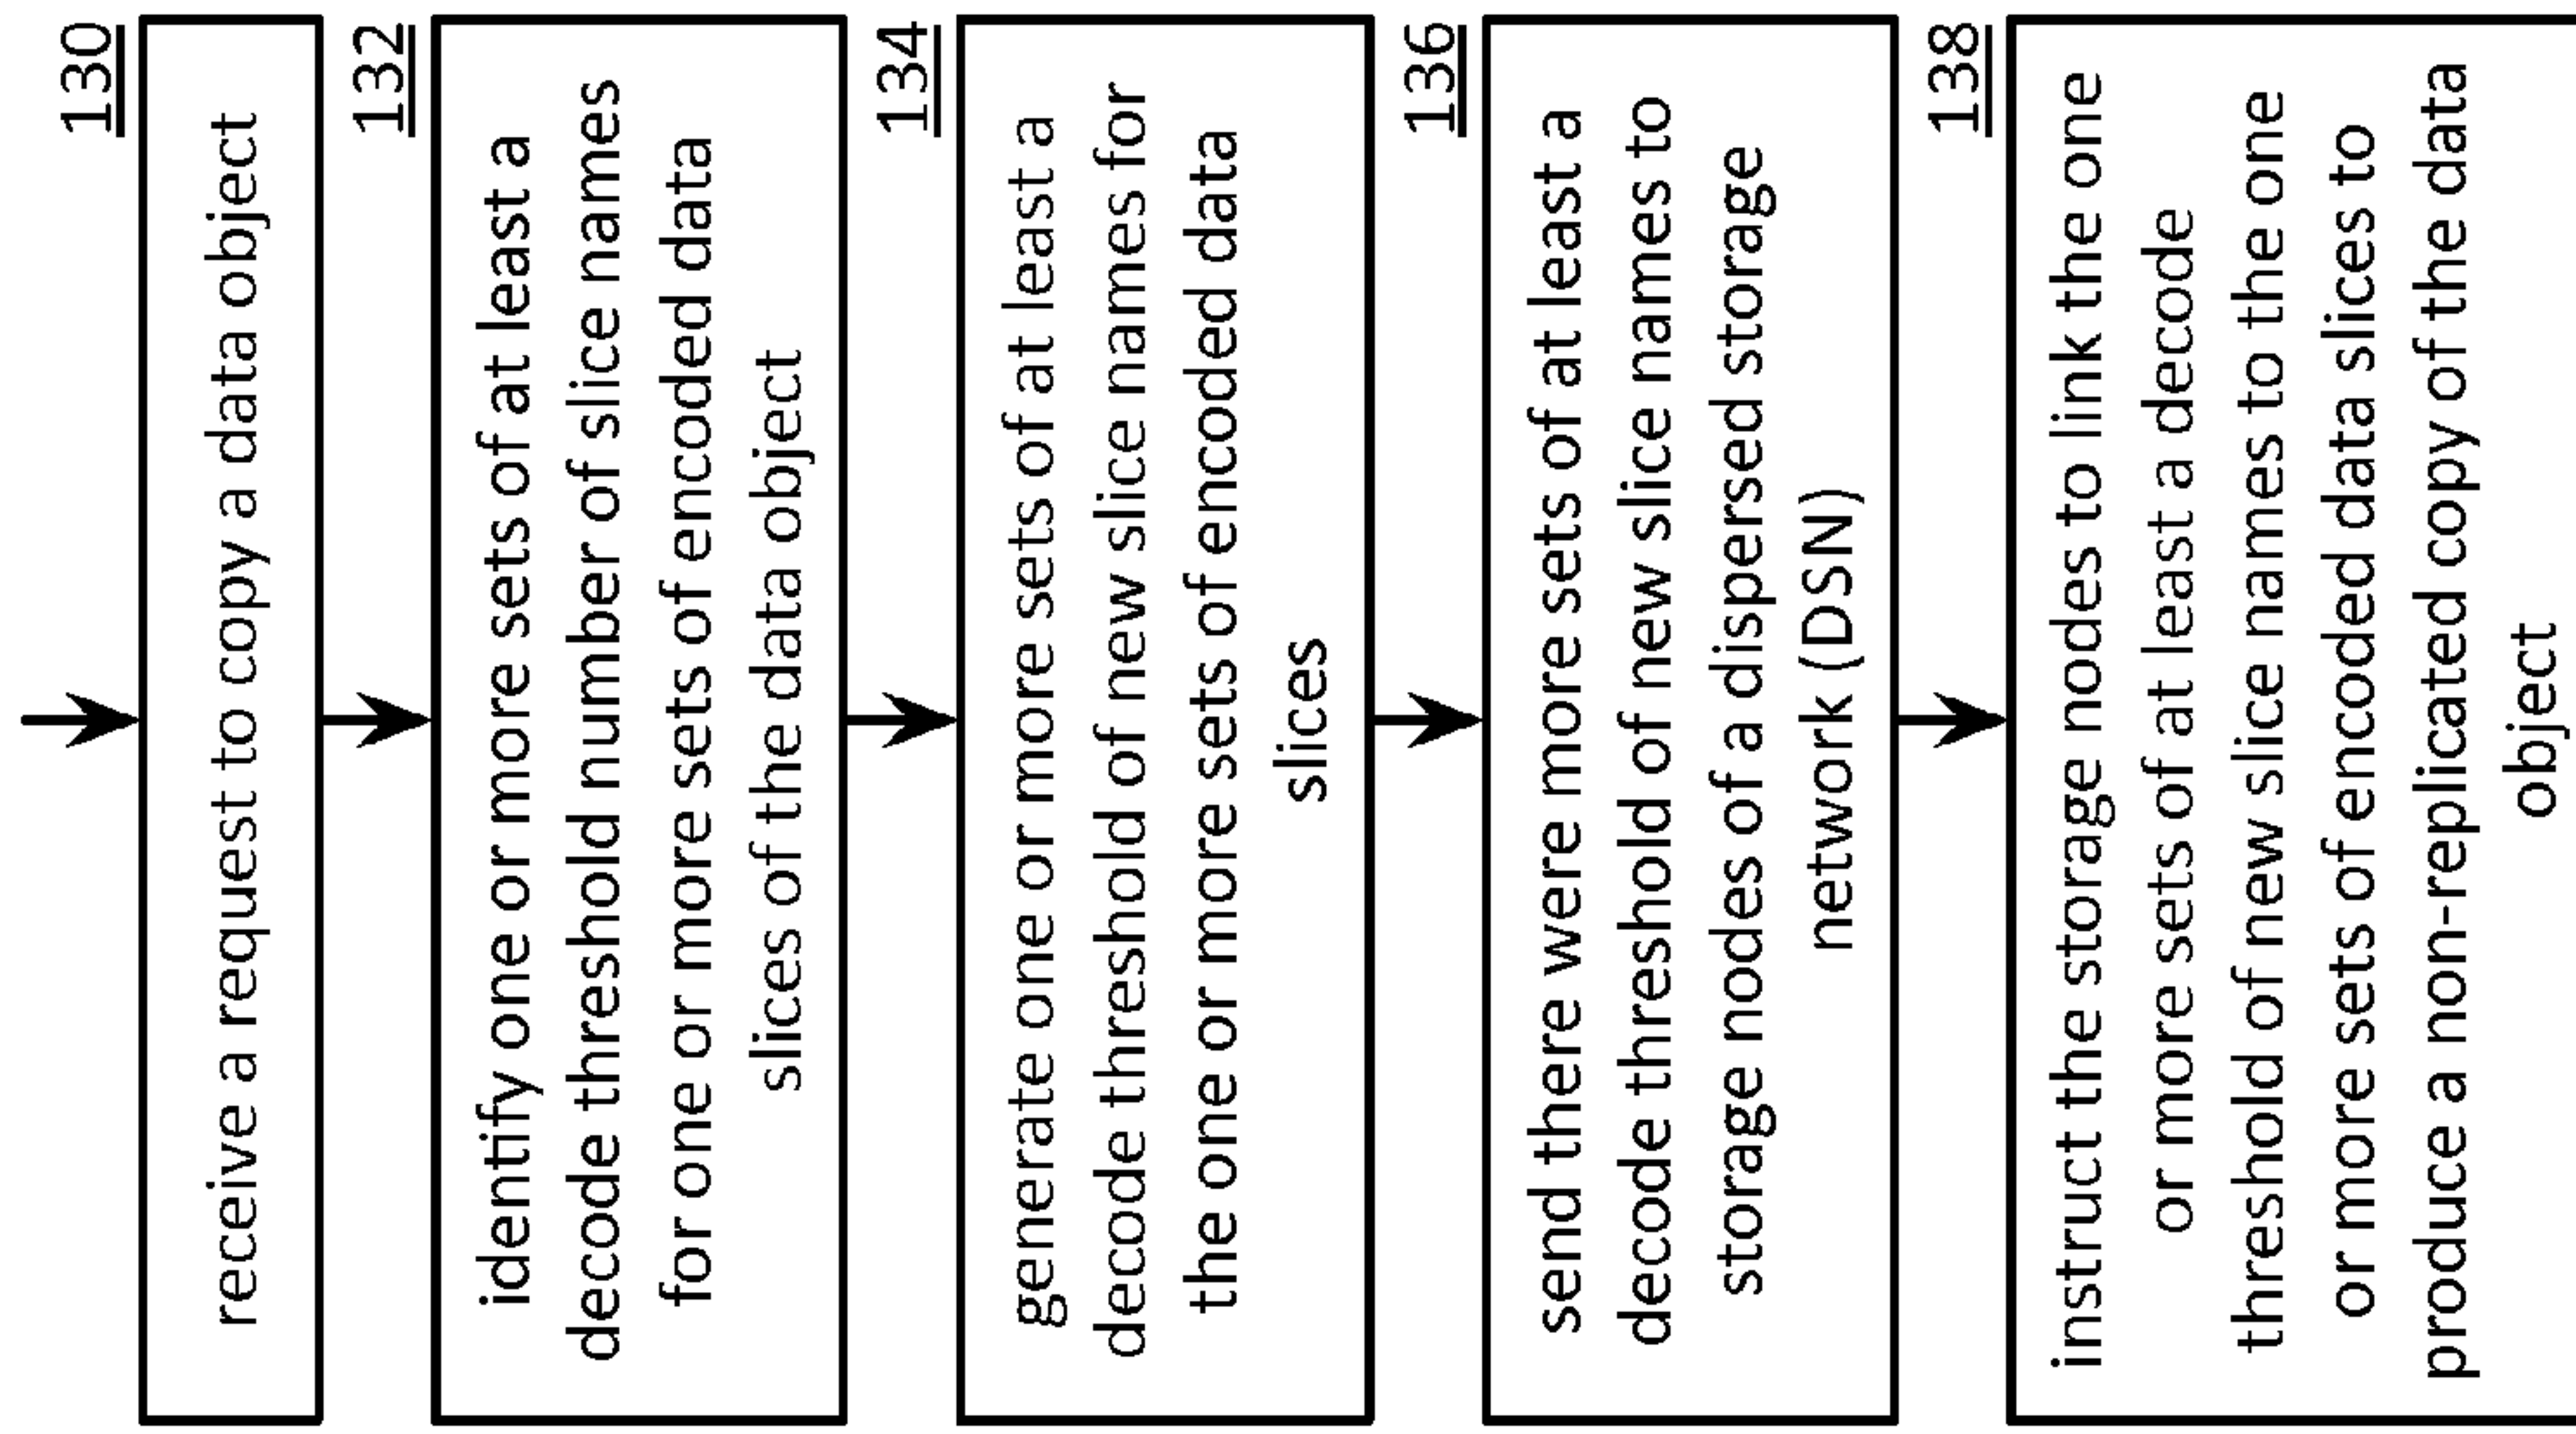 130
receive a request to copy a data object
132
identify one or more sets of at least a
decode threshold number of slice names
for one or more sets of encoded data
slices of the data object
134
generate one or more sets of at least a
decode threshold of new slice names for
the one or more sets of encoded data
slices
136
send there were more sets of at least a
decode threshold of new slice names to
storage nodes of a dispersed storage
network (DSN)
138
instruct the storage nodes to link the one
or more sets of at least a decode
threshold of new slice names to the one
or more sets of encoded data slices to
produce a non-replicated copy of the data
object